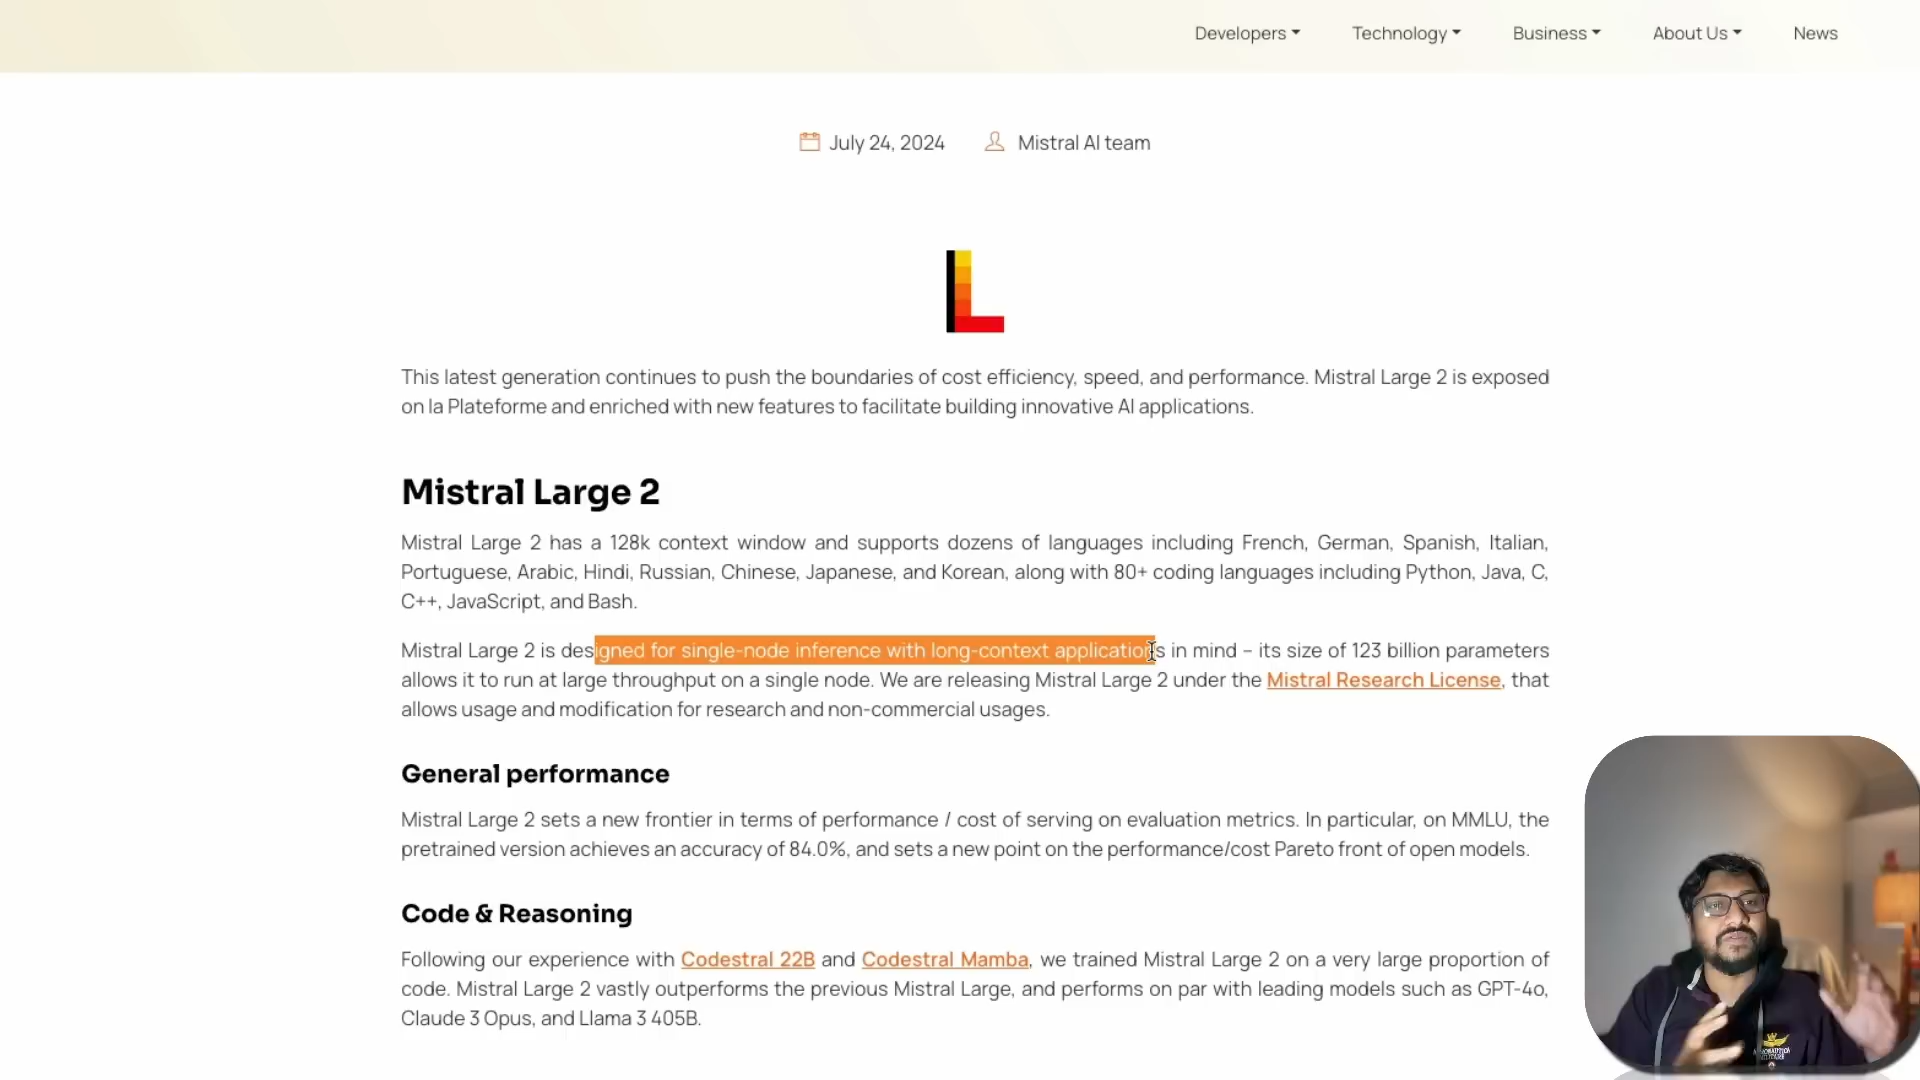 Developers Technology Business About Us News
July 24, 2024 Mistral AI team
This latest generation continues to push the boundaries of cost efficiency, speed, and performance. Mistral Large 2 is exposed
on la Plateforme and enriched with new features to facilitate building innovative AI applications.
Mistral Large 2
Mistral Large 2 has a 128k context window and supports dozens of languages including French, German, Spanish, Italian,
Portuguese, Arabic, Hindi, Russian, Chinese, Japanese, and Korean, along with 80+ coding languages including Python, Java, C,
C++, JavaScript, and Bash.
Mistral Large 2 is designed for single-node inference with long-context applications in mind – its size of 123 billion parameters
allows it to run at large throughput on a single node. We are releasing Mistral Large 2 under the Mistral Research License, that
allows usage and modification for research and non-commercial usages.
General performance
Mistral Large 2 sets a new frontier in terms of performance / cost of serving on evaluation metrics. In particular, on MMLU, the
pretrained version achieves an accuracy of 84.0%, and sets a new point on the performance/cost Pareto front of open models.
Code & Reasoning
Following our experience with Codestral 22B and Codestral Mamba, we trained Mistral Large 2 on a very large proportion of
code. Mistral Large 2 vastly outperforms the previous Mistral Large, and performs on par with leading models such as GPT-4o,
Claude 3 Opus, and Llama 3 405B.